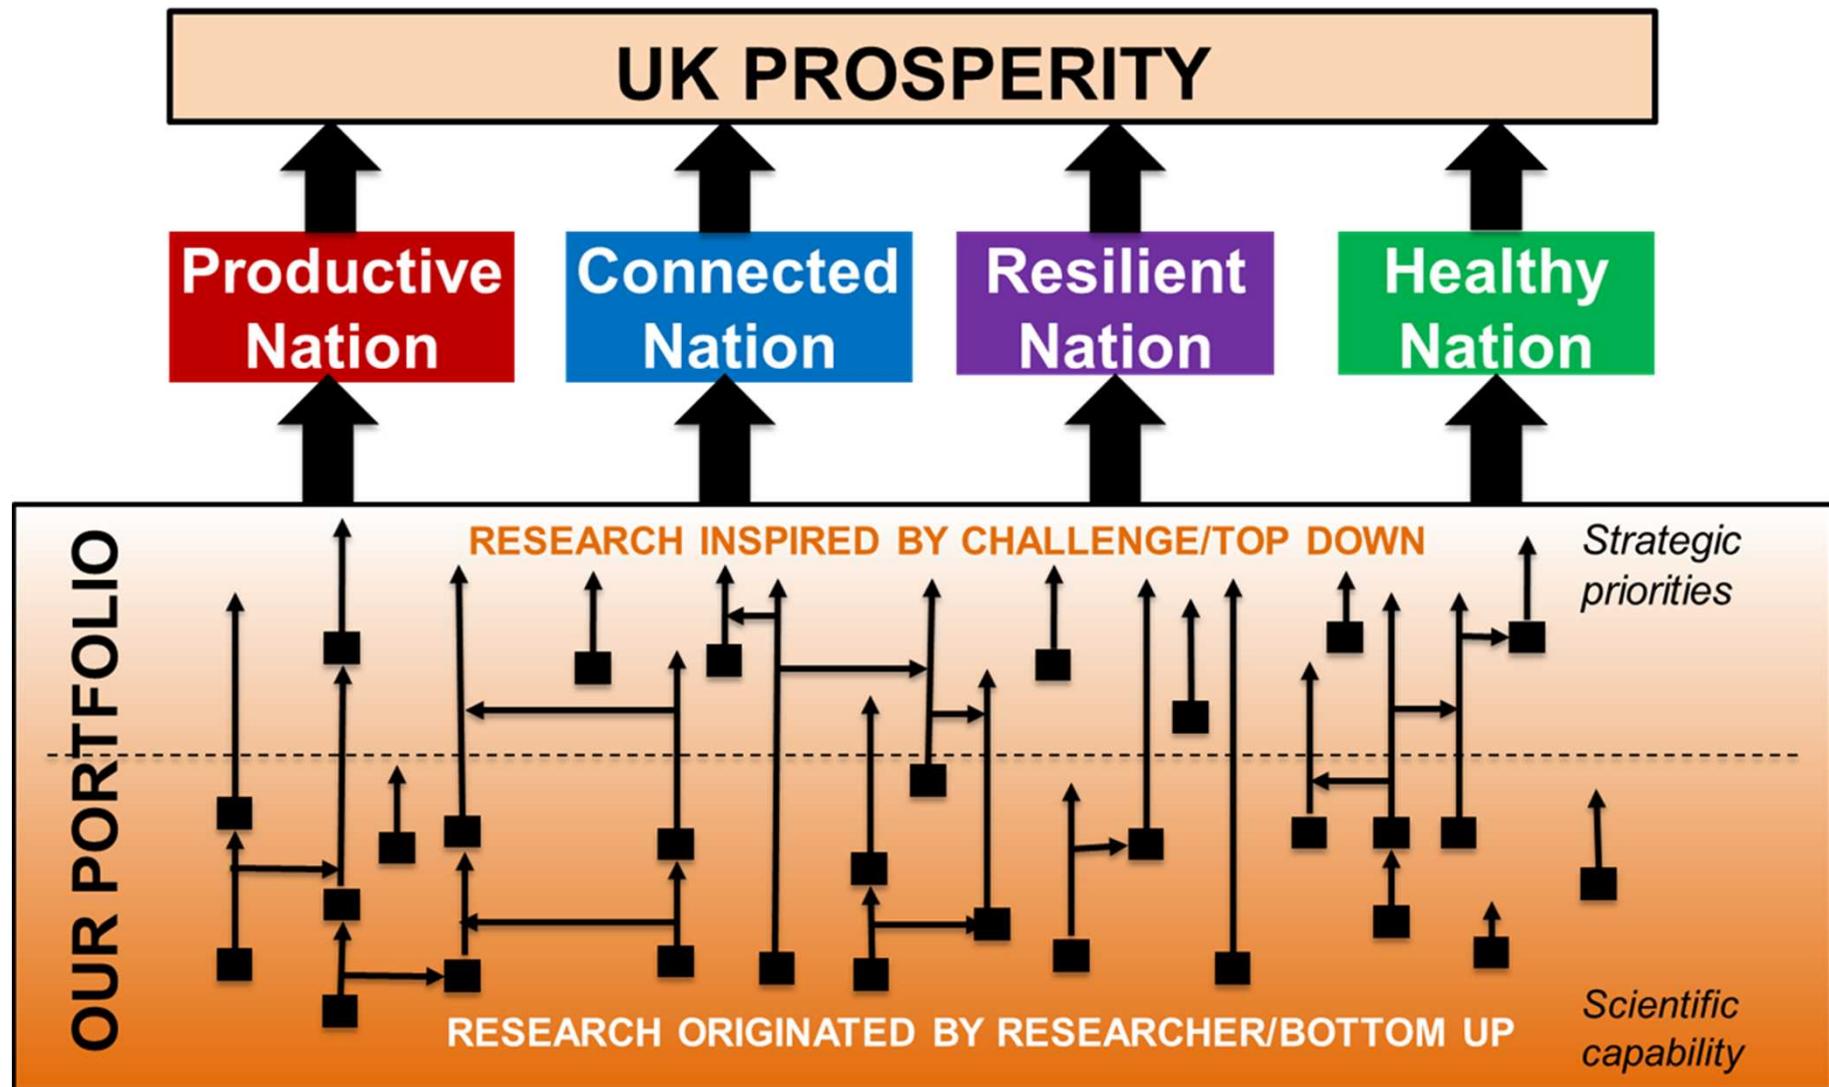 UK PROSPERITY
Productive
Nation
Connected
Nation
Resilient
Nation
Healthy
Nation
OUR PORTFOLIO
RESEARCH INSPIRED BY CHALLENGE/TOP DOWN
Strategic
priorities
RESEARCH ORIGINATED BY RESEARCHER/BOTTOM UP
Scientific
capability